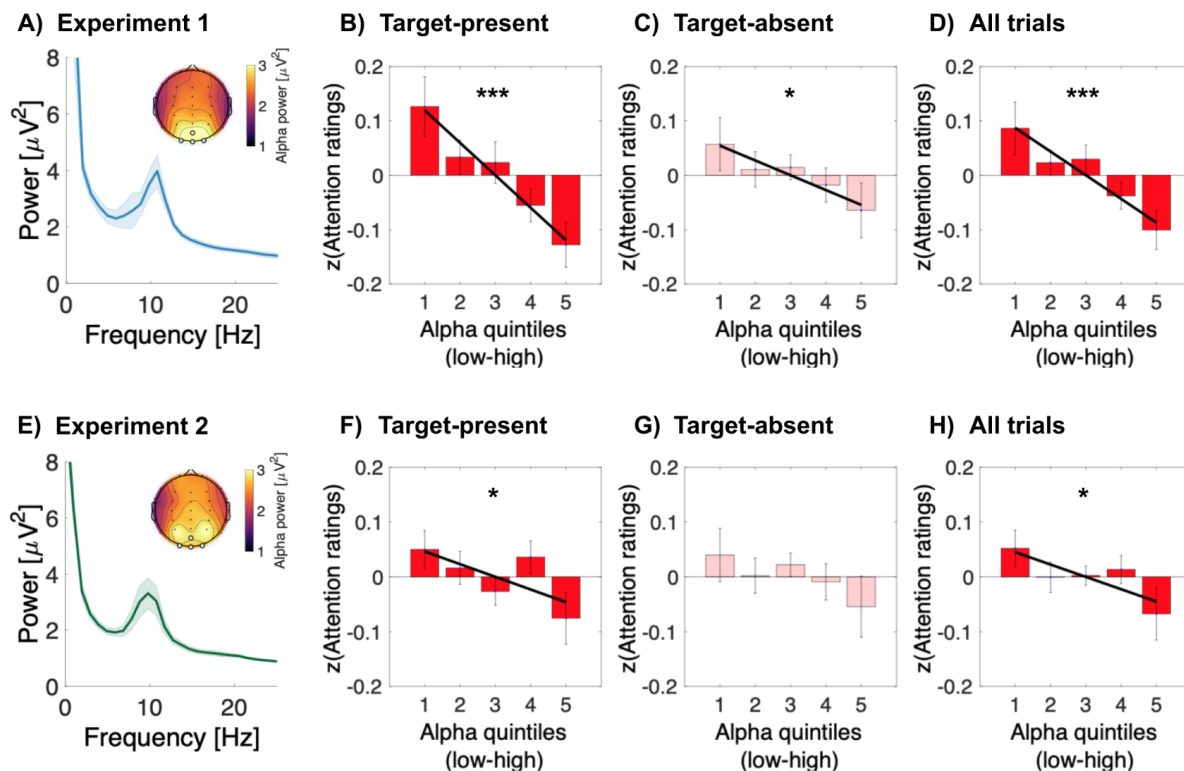 A) Experiment 1
8
6
4
2
0
Power [μV²]
0 10 20
Frequency [Hz]
3
2
1
Alpha power [μV²]
B) Target-present
0.2
0.1
0
-0.1
-0.2
z(Attention ratings)
***
1 2 3 4 5
Alpha quintiles
(low-high)
C) Target-absent
0.2
0.1
0
-0.1
-0.2
z(Attention ratings)
*
1 2 3 4 5
Alpha quintiles
(low-high)
D) All trials
0.2
0.1
0
-0.1
-0.2
z(Attention ratings)
***
1 2 3 4 5
Alpha quintiles
(low-high)
E) Experiment 2
8
6
4
2
0
Power [μV²]
0 10 20
Frequency [Hz]
3
2
1
Alpha power [μV²]
F) Target-present
0.2
0.1
0
-0.1
-0.2
z(Attention ratings)
*
1 2 3 4 5
Alpha quintiles
(low-high)
G) Target-absent
0.2
0.1
0
-0.1
-0.2
z(Attention ratings)
1 2 3 4 5
Alpha quintiles
(low-high)
H) All trials
0.2
0.1
0
-0.1
-0.2
z(Attention ratings)
*
1 2 3 4 5
Alpha quintiles
(low-high)